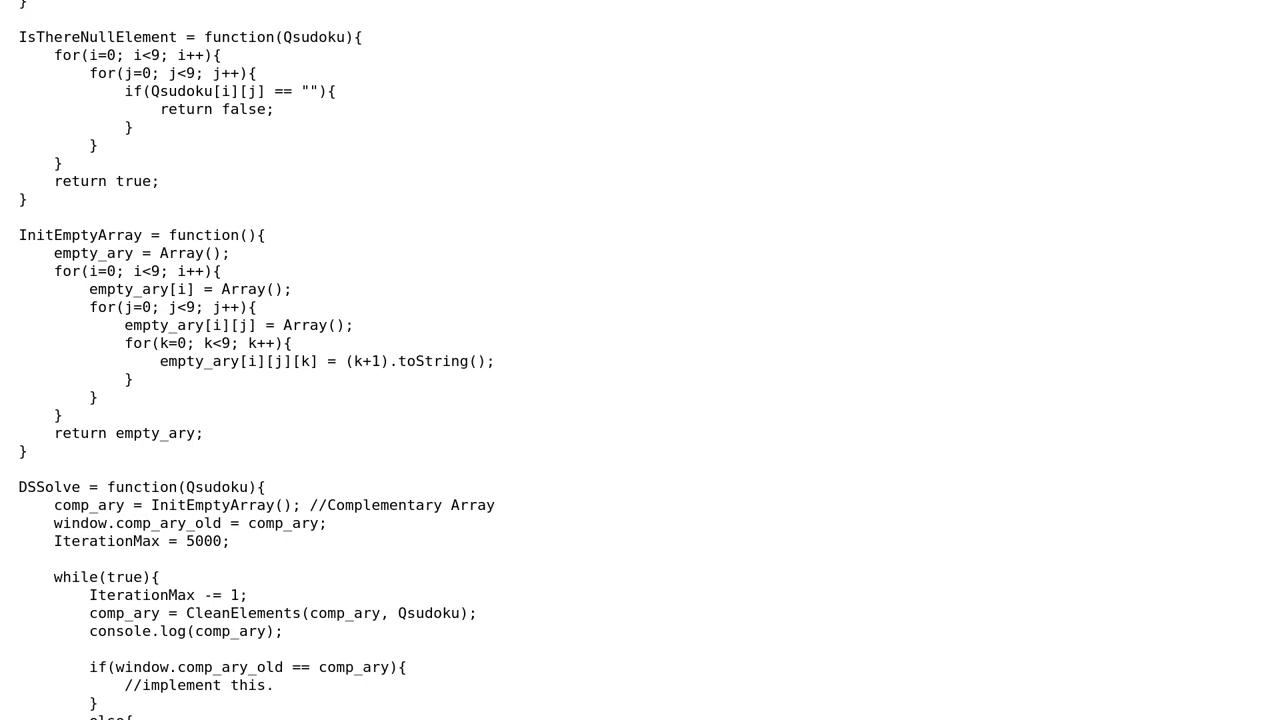 }

IsThereNullElement = function(Qsudoku){
    for(i=0; i<9; i++){
        for(j=0; j<9; j++){
            if(Qsudoku[i][j] == ""){
                return false;
            }
        }
    }
    return true;
}

InitEmptyArray = function(){
    empty_ary = Array();
    for(i=0; i<9; i++){
        empty_ary[i] = Array();
        for(j=0; j<9; j++){
            empty_ary[i][j] = Array();
            for(k=0; k<9; k++){
                empty_ary[i][j][k] = (k+1).toString();
            }
        }
    }
    return empty_ary;
}

DSSolve = function(Qsudoku){
    comp_ary = InitEmptyArray(); //Complementary Array
    window.comp_ary_old = comp_ary;
    IterationMax = 5000;

    while(true){
        IterationMax -= 1;
        comp_ary = CleanElements(comp_ary, Qsudoku);
        console.log(comp_ary);

        if(window.comp_ary_old == comp_ary){
            //implement this.
        }
        else{